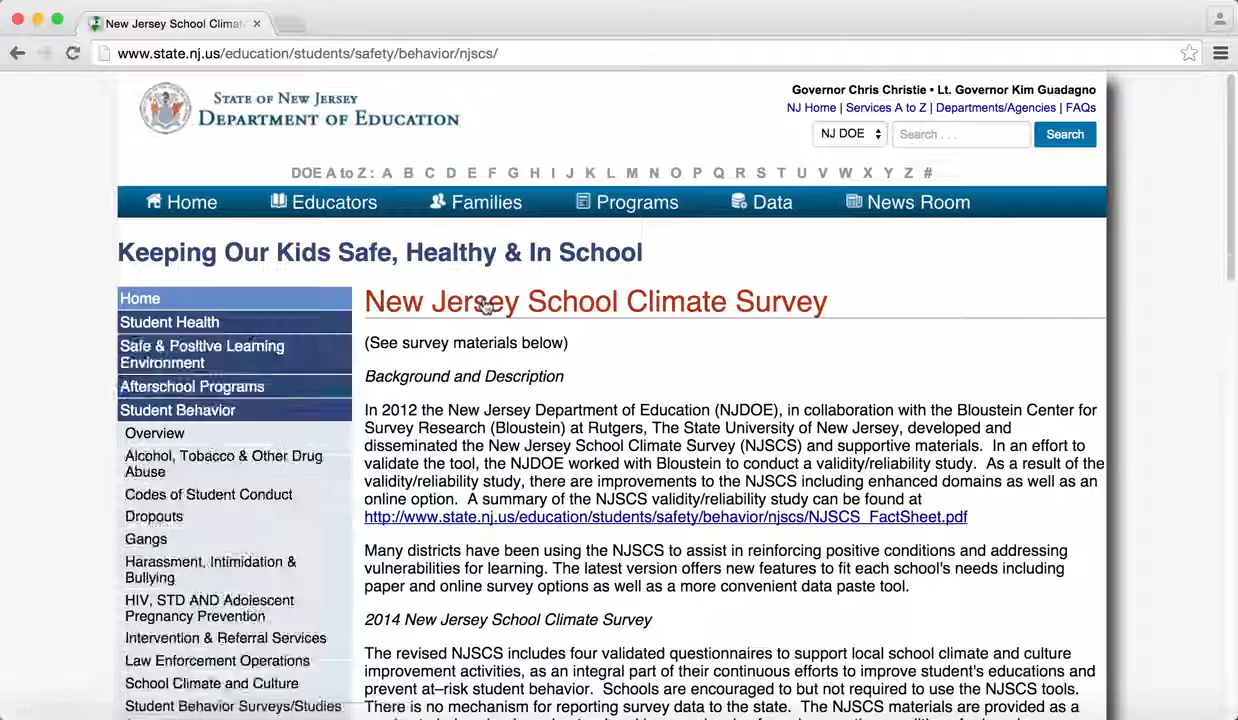 New Jersey School Clima
www.state.nj.us/education/students/safety/behavior/njscs/
STATE OF NEW JERSEY
DEPARTMENT OF EDUCATION
Governor Chris Christie • Lt. Governor Kim Guadagno
NJ Home | Services A to Z | Departments/Agencies | FAQs
NJ DOE Search . . . Search
DOE A to Z : A B C D E F G H I J K L M N O P Q R S T U V W X Y Z #
Home Educators Families Programs Data News Room
Keeping Our Kids Safe, Healthy & In School
Home
Student Health
Safe & Positive Learning
Environment
Afterschool Programs
Student Behavior
Overview
Alcohol, Tobacco & Other Drug
Abuse
Codes of Student Conduct
Dropouts
Gangs
Harassment, Intimidation &
Bullying
HIV, STD AND Adolescent
Pregnancy Prevention
Intervention & Referral Services
Law Enforcement Operations
School Climate and Culture
Student Behavior Surveys/Studies
New Jersey School Climate Survey
(See survey materials below)
Background and Description
In 2012 the New Jersey Department of Education (NJDOE), in collaboration with the Bloustein Center for
Survey Research (Bloustein) at Rutgers, The State University of New Jersey, developed and
disseminated the New Jersey School Climate Survey (NJSCS) and supportive materials. In an effort to
validate the tool, the NJDOE worked with Bloustein to conduct a validity/reliability study. As a result of the
validity/reliability study, there are improvements to the NJSCS including enhanced domains as well as an
online option. A summary of the NJSCS validity/reliability study can be found at
http://www.state.nj.us/education/students/safety/behavior/njscs/NJSCS_FactSheet.pdf
Many districts have been using the NJSCS to assist in reinforcing positive conditions and addressing
vulnerabilities for learning. The latest version offers new features to fit each school's needs including
paper and online survey options as well as a more convenient data paste tool.
2014 New Jersey School Climate Survey
The revised NJSCS includes four validated questionnaires to support local school climate and culture
improvement activities, as an integral part of their continuous efforts to improve student's educations and
prevent at–risk student behavior. Schools are encouraged to but not required to use the NJSCS tools.
There is no mechanism for reporting survey data to the state. The NJSCS materials are provided as a